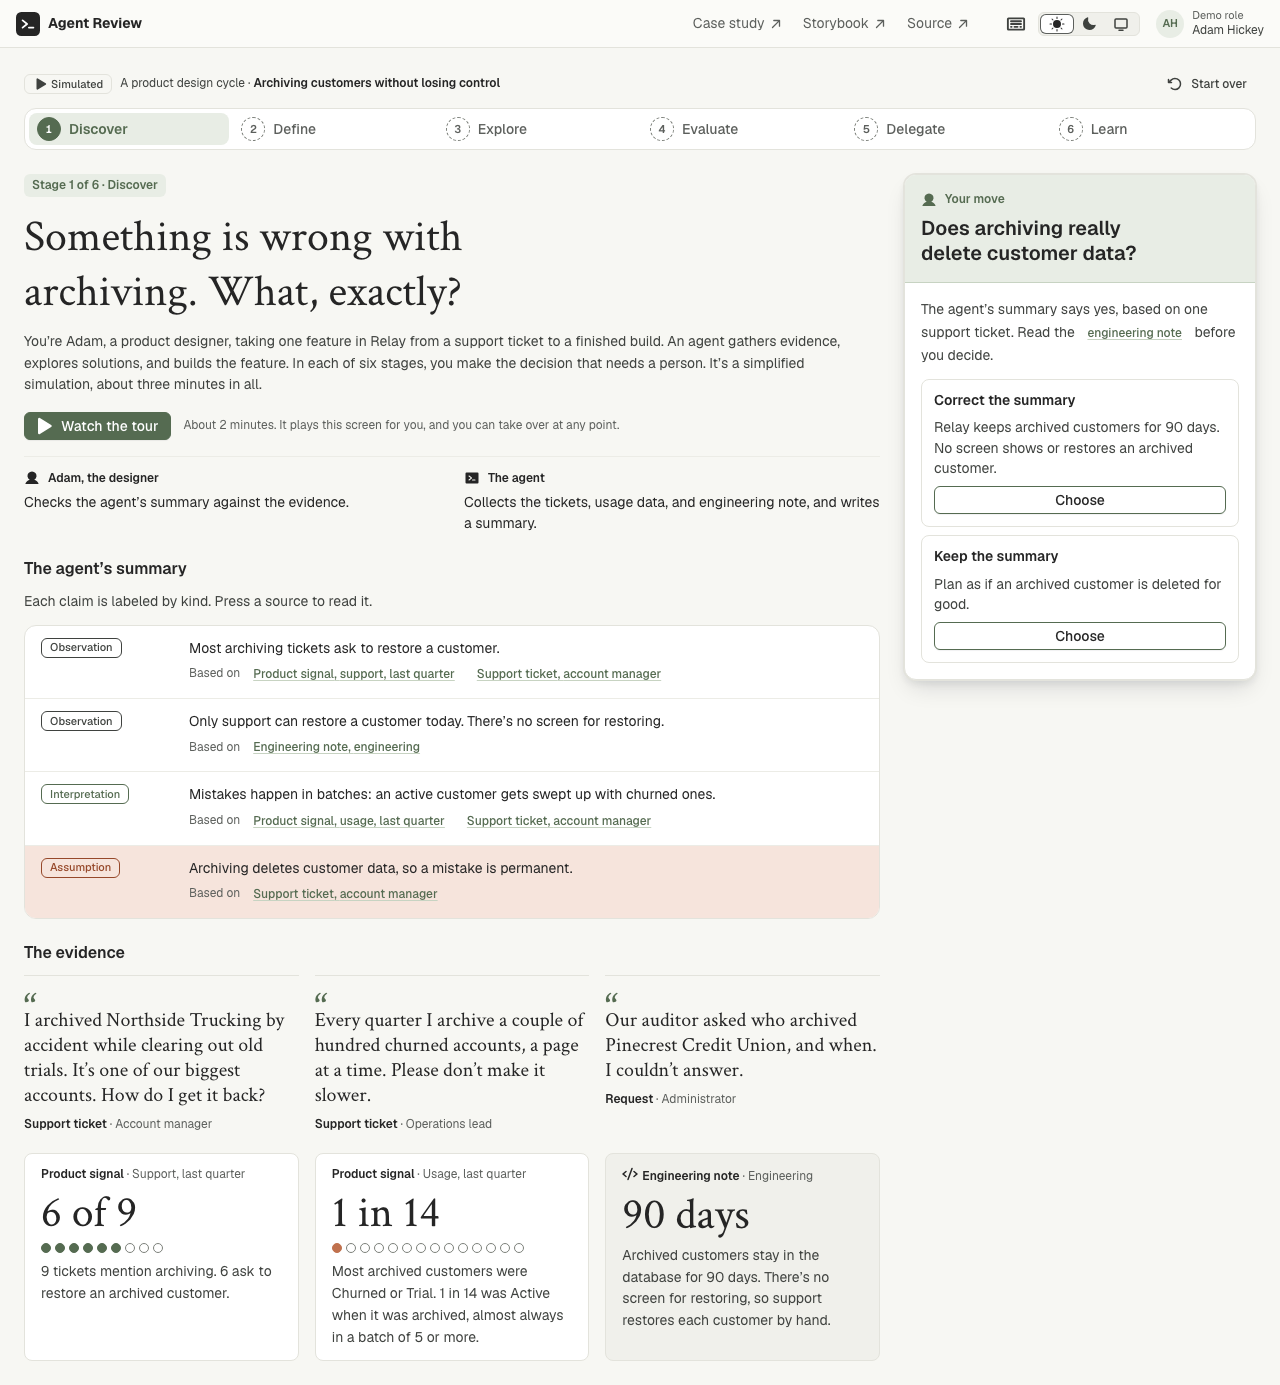 Agent Review
Case study
Storybook
Source
AH
Demo role
Adam Hickey
Simulated
A product design cycle · Archiving customers without losing control
Start over
1 Discover
2 Define
3 Explore
4 Evaluate
5 Delegate
6 Learn
Stage 1 of 6 · Discover
Something is wrong with
archiving. What, exactly?
You’re Adam, a product designer, taking one feature in Relay from a support ticket to a finished build. An agent gathers evidence,
explores solutions, and builds the feature. In each of six stages, you make the decision that needs a person. It’s a simplified
simulation, about three minutes in all.
Watch the tour
About 2 minutes. It plays this screen for you, and you can take over at any point.
Adam, the designer
Checks the agent’s summary against the evidence.
The agent
Collects the tickets, usage data, and engineering note, and writes
a summary.
The agent’s summary
Each claim is labeled by kind. Press a source to read it.
Observation
Most archiving tickets ask to restore a customer.
Based on Product signal, support, last quarter Support ticket, account manager
Observation
Only support can restore a customer today. There’s no screen for restoring.
Based on Engineering note, engineering
Interpretation
Mistakes happen in batches: an active customer gets swept up with churned ones.
Based on Product signal, usage, last quarter Support ticket, account manager
Assumption
Archiving deletes customer data, so a mistake is permanent.
Based on Support ticket, account manager
The evidence
“
I archived Northside Trucking by
accident while clearing out old
trials. It’s one of our biggest
accounts. How do I get it back?
Support ticket · Account manager
“
Every quarter I archive a couple of
hundred churned accounts, a page
at a time. Please don’t make it
slower.
Support ticket · Operations lead
“
Our auditor asked who archived
Pinecrest Credit Union, and when.
I couldn’t answer.
Request · Administrator
Product signal · Support, last quarter
6 of 9
9 tickets mention archiving. 6 ask to
restore an archived customer.
Product signal · Usage, last quarter
1 in 14
Most archived customers were
Churned or Trial. 1 in 14 was Active
when it was archived, almost always
in a batch of 5 or more.
Engineering note · Engineering
90 days
Archived customers stay in the
database for 90 days. There’s no
screen for restoring, so support
restores each customer by hand.
Your move
Does archiving really
delete customer data?
The agent’s summary says yes, based on one
support ticket. Read the engineering note before
you decide.
Correct the summary
Relay keeps archived customers for 90 days.
No screen shows or restores an archived
customer.
Choose
Keep the summary
Plan as if an archived customer is deleted for
good.
Choose